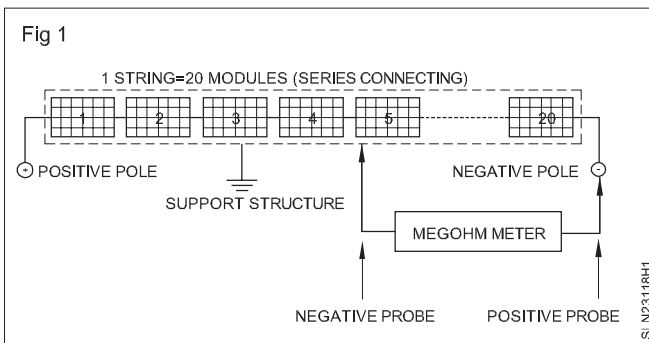 Fig 1
1 STRING=20 MODULES (SERIES CONNECTING)
1 2 3 4 5 20
+ POSITIVE POLE NEGATIVE POLE -
SUPPORT STRUCTURE
MEGOHM METER
NEGATIVE PROBE POSITIVE PROBE
SLN23118H1